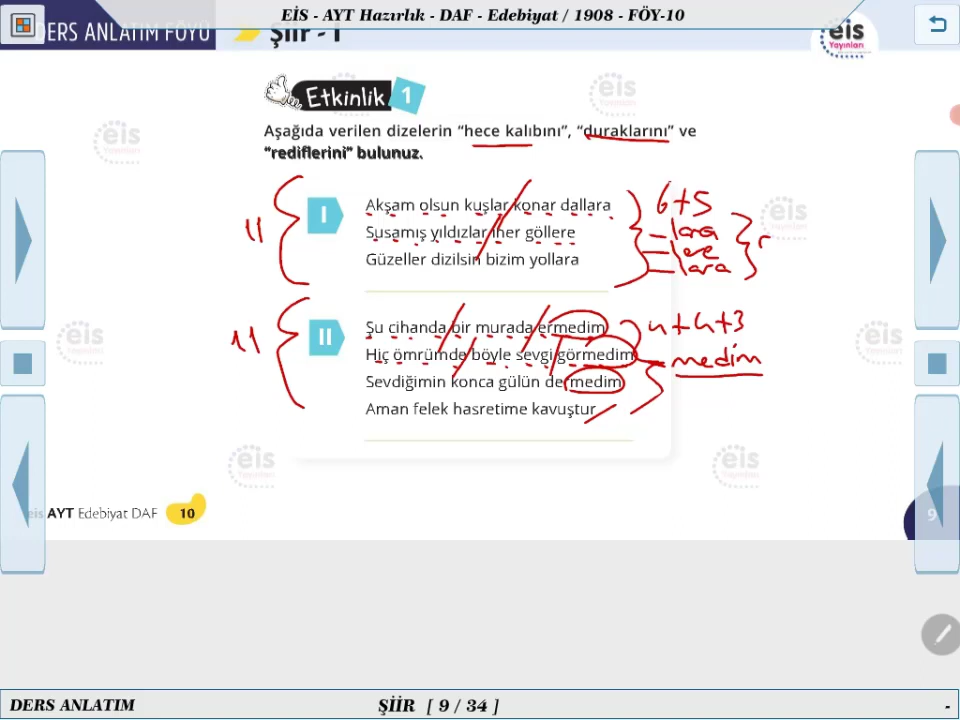 EİS - AYT Hazırlık - DAF - Edebiyat / 1908 - FÖY-10
DERS ANLATIM FÖYÜ
ŞİİR - 1
eis
Yayınları
Etkinlik 1
Aşağıda verilen dizelerin “hece kalıbını”, “duraklarını” ve
“rediflerini” bulunuz.
I
Akşam olsun kuşlar konar dallara
Susamış yıldızlar iner göllere
Güzeller dizilsin bizim yollara
11
6+5
lara
lere
lara
r
II
Şu cihanda bir murada ermedim
Hiç ömrümde böyle sevgi görmedim
Sevdiğimin konca gülün dermedim
Aman felek hasretime kavuştur
11
4+4+3
medim
eis AYT Edebiyat DAF 10
9
DERS ANLATIM
ŞİİR [ 9 / 34 ]
-